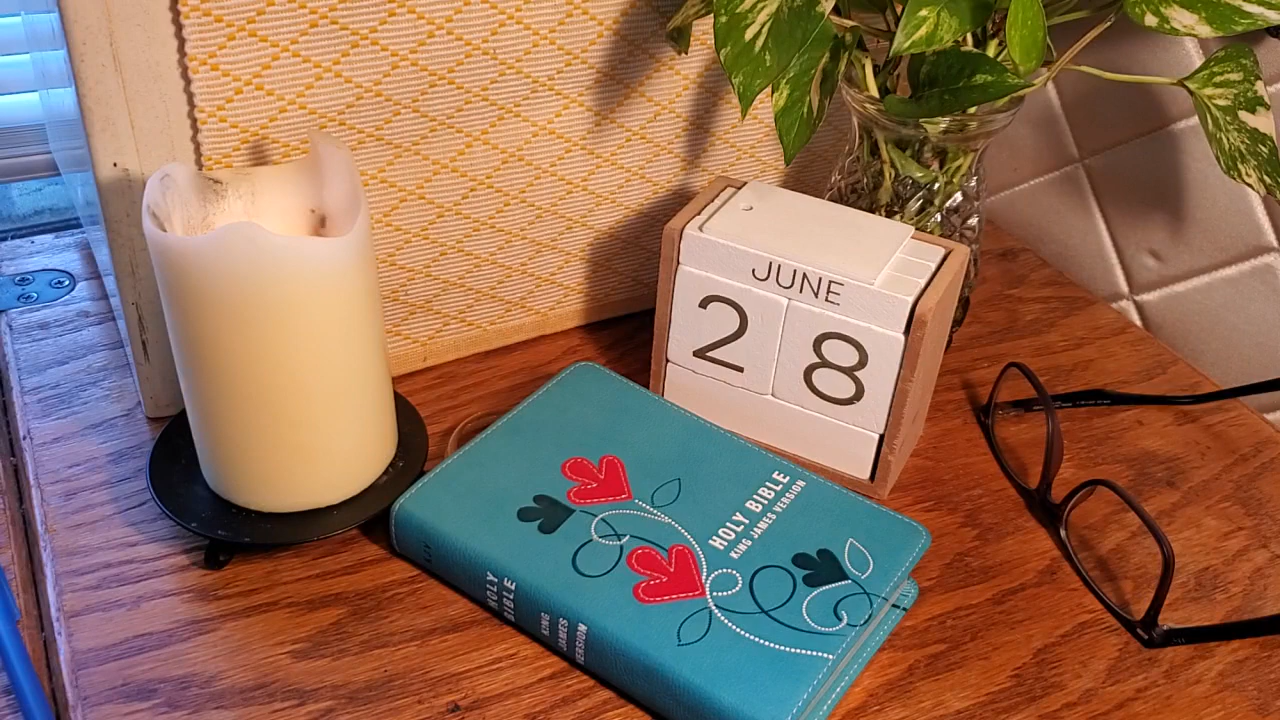 JUNE
28
HOLY BIBLE
KING JAMES VERSION
HOLY
BIBLE
KING
JAMES
VERSION